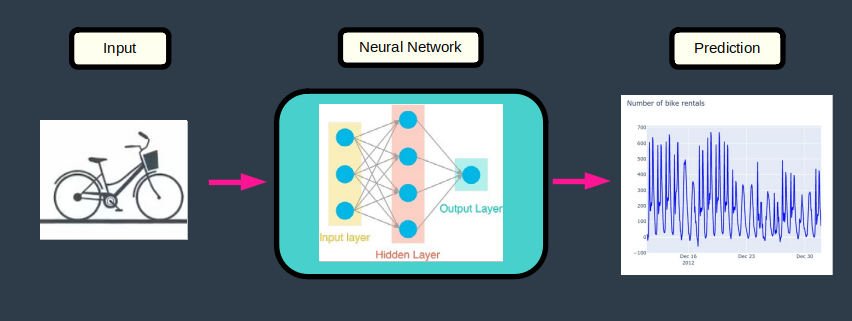 Input
Neural Network
Prediction
Input layer
Hidden Layer
Output Layer
Number of bike rentals
700
600
500
400
300
200
100
0
−100
Dec 16
2012
Dec 23
Dec 30